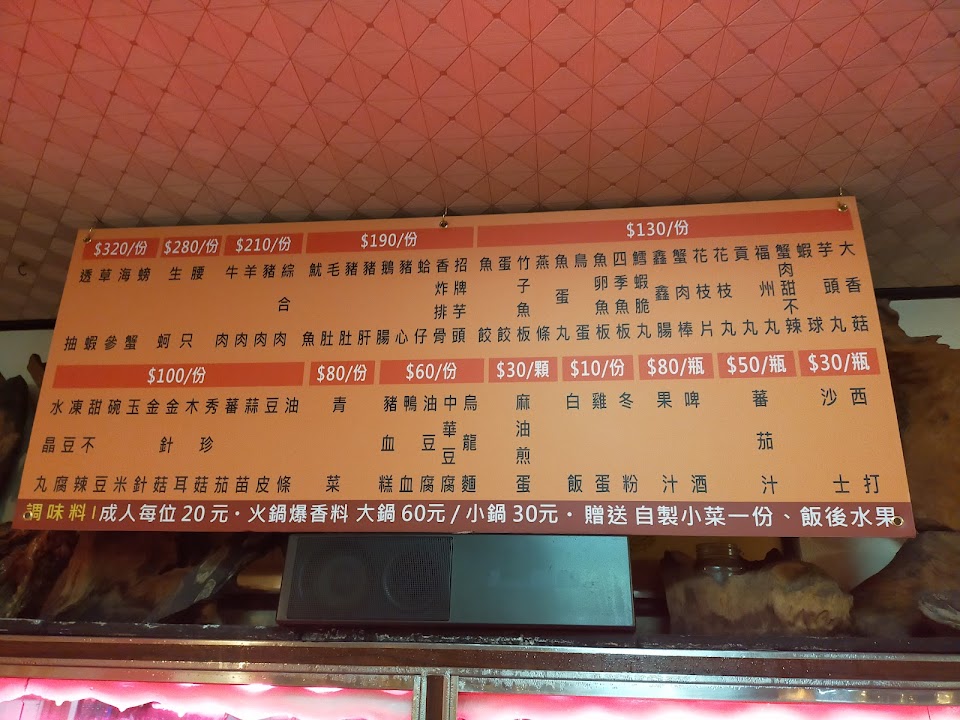 $320/份
透抽
草蝦
海參
螃蟹
$280/份
生蚵
腰只
$210/份
牛肉
羊肉
豬肉
綜合肉
$190/份
魷魚
毛肚
豬肚
豬肝
鵝腸
豬心
蛤仔
香炸排骨
招牌芋頭
$130/份
魚餃
蛋餃
竹子魚板
燕條
魚蛋丸
鳥蛋
魚卵魚板
四季魚板
鱈蝦脆丸
鑫鑫腸
蟹肉棒
花枝片
花枝丸
貢丸
福州丸
蟹肉甜不辣
蝦球
芋頭丸
大香菇
$100/份
水晶丸
凍豆腐
甜不辣
碗豆
玉米
金針
金針菇
木耳
秀珍菇
蕃茄
蒜苗
豆皮
油條
$80/份
青菜
$60/份
豬血糕
鴨血
油豆腐
中華豆腐
烏龍麵
$30/顆
麻油煎蛋
$10/份
白飯
雞蛋
冬粉
$80/瓶
果汁
啤酒
$50/瓶
蕃茄汁
$30/瓶
沙士
西打
調味料 | 成人每位 20 元・火鍋爆香料 大鍋 60元 / 小鍋 30元・贈送 自製小菜一份、飯後水果